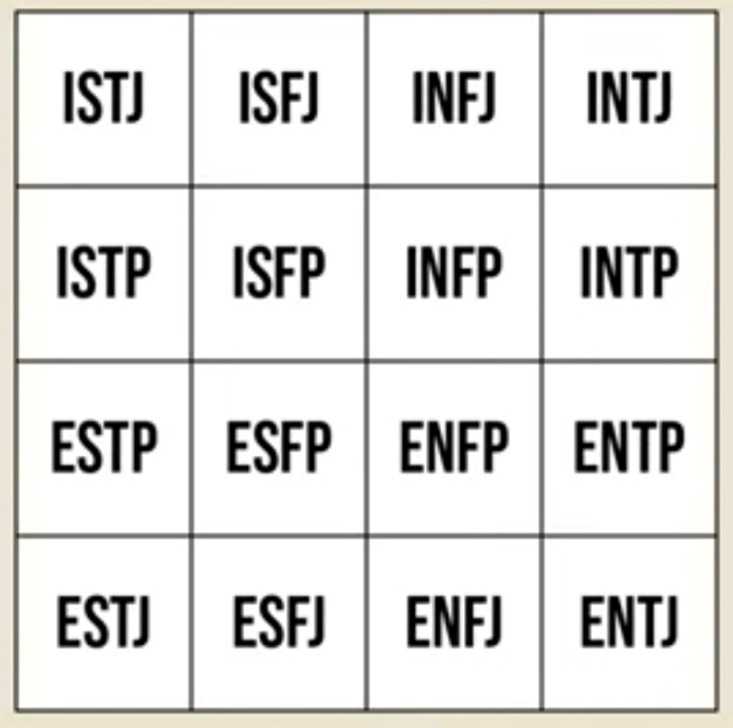 ISTJ ISFJ INFJ INTJ
ISTP ISFP INFP INTP
ESTP ESFP ENFP ENTP
ESTJ ESFJ ENFJ ENTJ